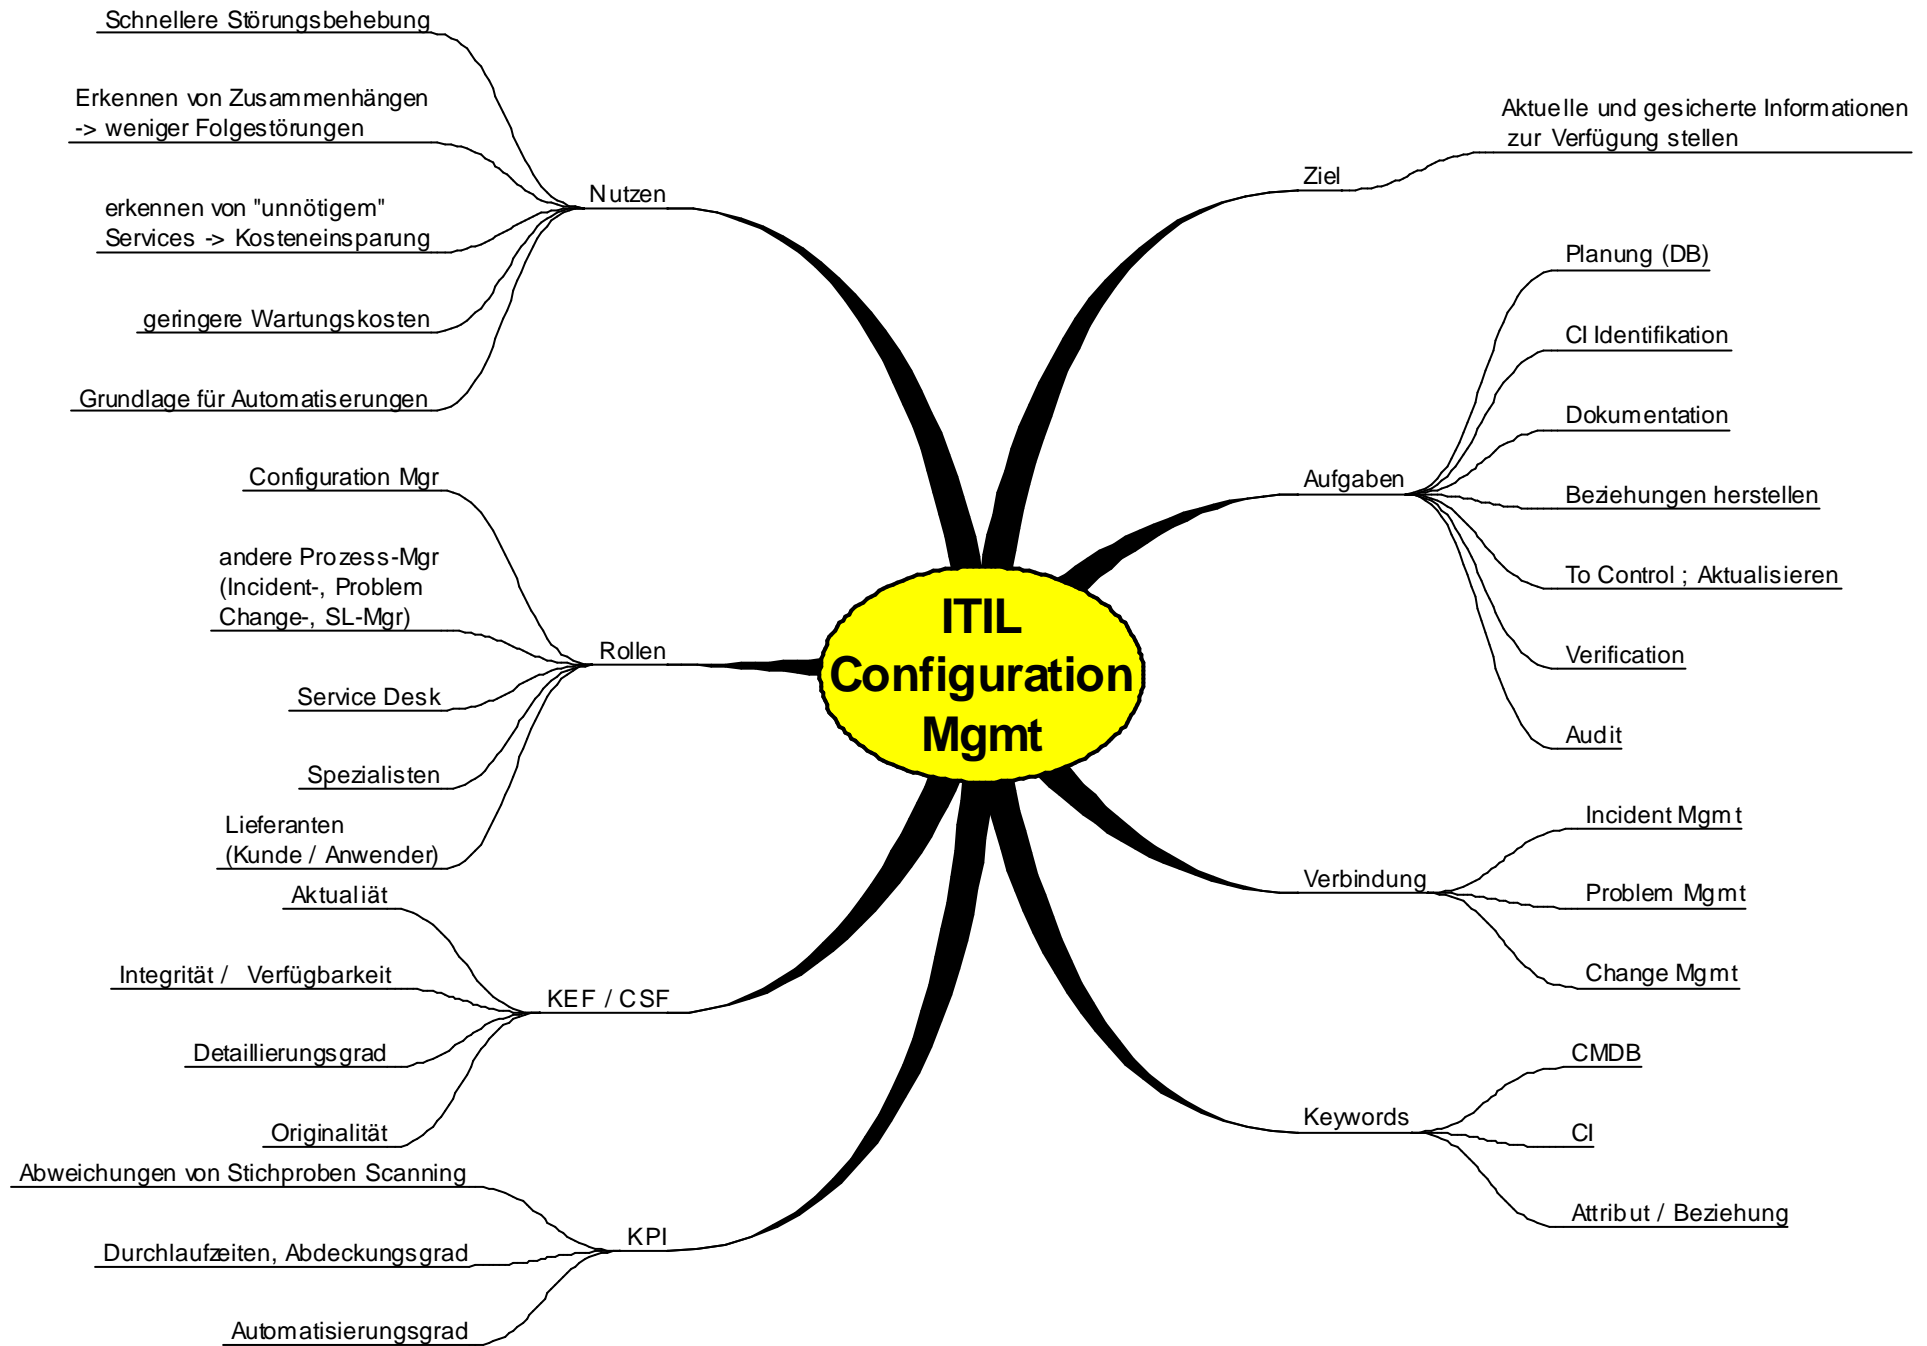 ITIL
Configuration
Mgmt
Ziel
Aktuelle und gesicherte Informationen
zur Verfügung stellen
Aufgaben
Planung (DB)
CI Identifikation
Dokumentation
Beziehungen herstellen
To Control ; Aktualisieren
Verification
Audit
Verbindung
Incident Mgmt
Problem Mgmt
Change Mgmt
Keywords
CMDB
CI
Attribut / Beziehung
Nutzen
Schnellere Störungsbehebung
Erkennen von Zusammenhängen
-> weniger Folgestörungen
erkennen von "unnötigem"
Services -> Kosteneinsparung
geringere Wartungskosten
Grundlage für Automatiserungen
Rollen
Configuration Mgr
andere Prozess-Mgr
(Incident-, Problem
Change-, SL-Mgr)
Service Desk
Spezialisten
Lieferanten
(Kunde / Anwender)
KEF / CSF
Aktualiät
Integrität / Verfügbarkeit
Detaillierungsgrad
Originalität
KPI
Abweichungen von Stichproben Scanning
Durchlaufzeiten, Abdeckungsgrad
Automatisierungsgrad